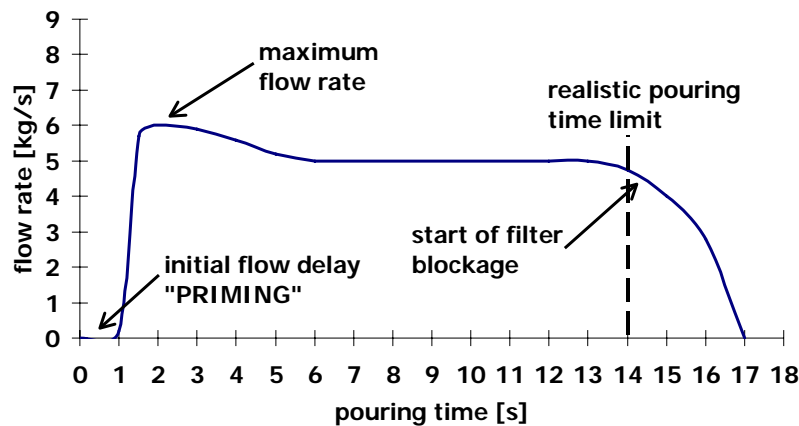 9
8
7
6
5
4
3
2
1
0
flow rate [kg/s]
maximum
flow rate
realistic pouring
time limit
start of filter
blockage
initial flow delay
"PRIMING"
0 1 2 3 4 5 6 7 8 9 10 11 12 13 14 15 16 17 18
pouring time [s]